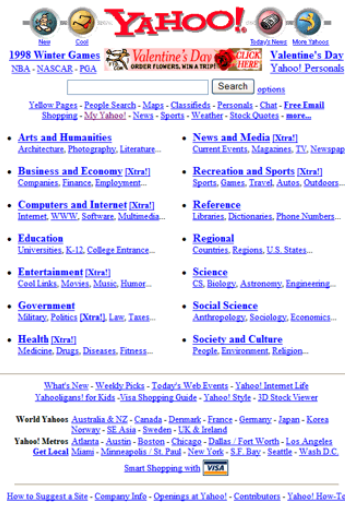 YAHOO!
New Cool Today's News More Yahoos
1998 Winter Games
NBA - NASCAR - PGA
Valentine's Day
ORDER FLOWERS, WIN A TRIP!
CLICK HERE
Valentine's Day
Yahoo! Personals
Search options
Yellow Pages - People Search - Maps - Classifieds - Personals - Chat - Free Email
Shopping - My Yahoo! - News - Sports - Weather - Stock Quotes - more...
Arts and Humanities
Architecture, Photography, Literature...
News and Media [Xtra!]
Current Events, Magazines, TV, Newspap
Business and Economy [Xtra!]
Companies, Finance, Employment...
Recreation and Sports [Xtra!]
Sports, Games, Travel, Autos, Outdoors...
Computers and Internet [Xtra!]
Internet, WWW, Software, Multimedia...
Reference
Libraries, Dictionaries, Phone Numbers...
Education
Universities, K-12, College Entrance...
Regional
Countries, Regions, U.S. States...
Entertainment [Xtra!]
Cool Links, Movies, Music, Humor...
Science
CS, Biology, Astronomy, Engineering...
Government
Military, Politics [Xtra!], Law, Taxes...
Social Science
Anthropology, Sociology, Economics...
Health [Xtra!]
Medicine, Drugs, Diseases, Fitness...
Society and Culture
People, Environment, Religion...
What's New - Weekly Picks - Today's Web Events - Yahoo! Internet Life
Yahooligans! for Kids -Visa Shopping Guide - Yahoo! Style - 3D Stock Viewer
World Yahoos Australia & NZ - Canada - Denmark - France - Germany - Japan - Korea
Norway - SE Asia - Sweden - UK & Ireland
Yahoo! Metros Atlanta - Austin - Boston - Chicago - Dallas / Fort Worth - Los Angeles
Get Local Miami - Minneapolis / St. Paul - New York - S.F. Bay - Seattle - Wash D.C.
Smart Shopping with VISA
How to Suggest a Site - Company Info - Openings at Yahoo! - Contributors - Yahoo! How-To